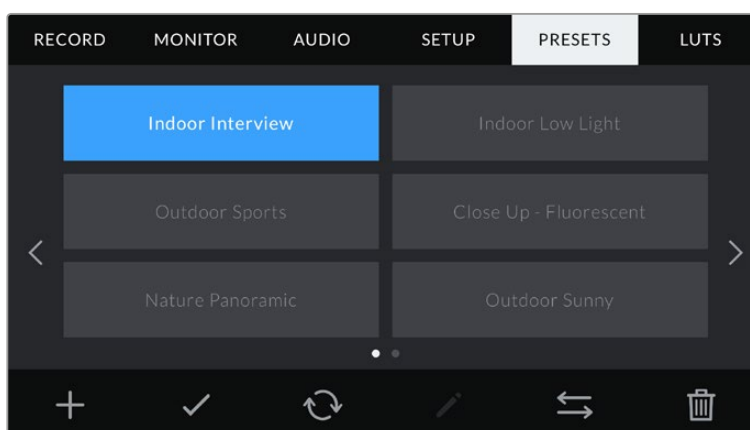 RECORD MONITOR AUDIO SETUP PRESETS LUTS
Indoor Interview Indoor Low Light
Outdoor Sports Close Up - Fluorescent
Nature Panoramic Outdoor Sunny